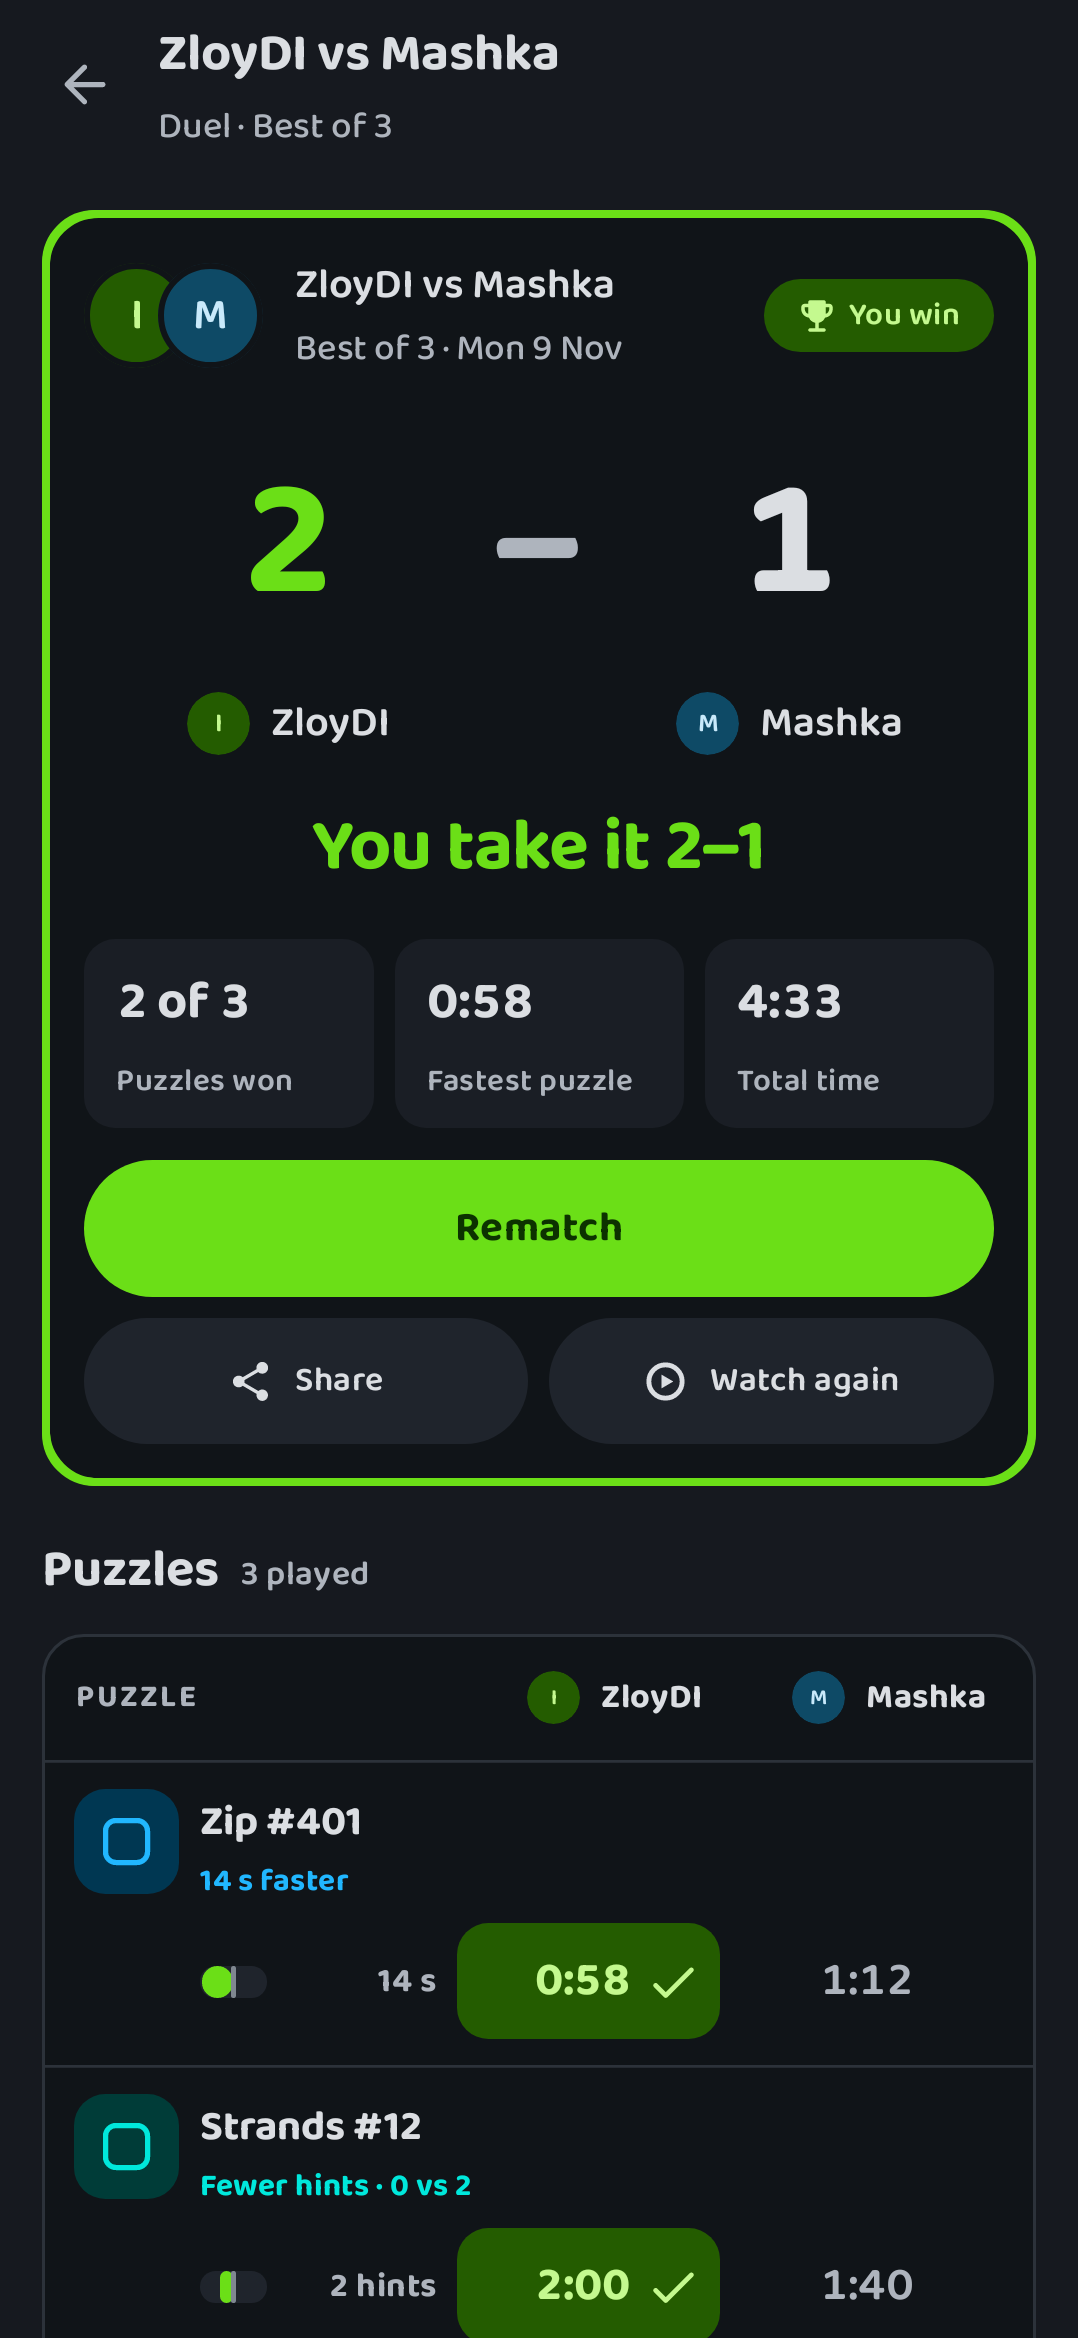 ZloyDI vs Mashka
Duel · Best of 3
I
M
ZloyDI vs Mashka
Best of 3 · Mon 9 Nov
You win
2 – 1
I ZloyDI
M Mashka
You take it 2–1
2 of 3
Puzzles won
0:58
Fastest puzzle
4:33
Total time
Rematch
Share
Watch again
Puzzles 3 played
PUZZLE I ZloyDI M Mashka
Zip #401
14 s faster
14 s 0:58 1:12
Strands #12
Fewer hints · 0 vs 2
2 hints 2:00 1:40